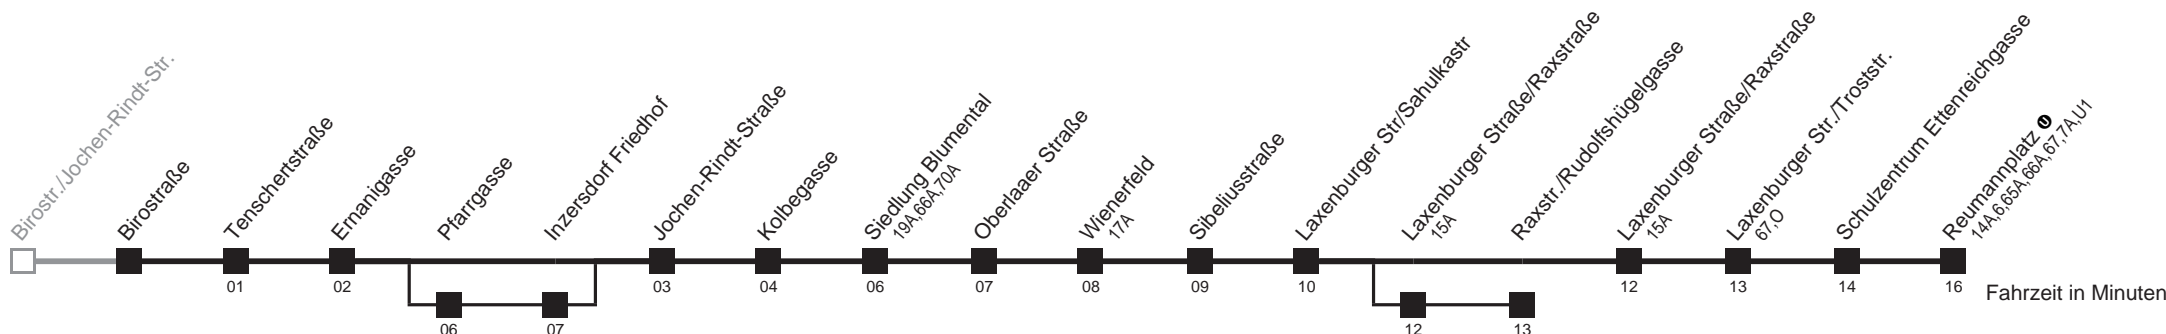 Birostr./Jochen-Rindt-Str.
Birostraße
Tenschertstraße
01
Ernanigasse
02
Pfarrgasse
06
Inzersdorf Friedhof
07
Jochen-Rindt-Straße
03
Kolbegasse
04
Siedlung Blumental
19A,66A,70A
06
Oberlaaer Straße
07
Wienerfeld
17A
08
Sibeliusstraße
09
Laxenburger Str/Sahulkastr
10
Laxenburger Straße/Raxstraße
15A
12
Raxstr./Rudolfshügelgasse
13
Laxenburger Straße/Raxstraße
15A
12
Laxenburger Str./Troststr.
67,O
13
Schulzentrum Ettenreichgasse
14
Reumannplatz U
14A,6,65A,66A,67,7A,U1
16
Fahrzeit in Minuten